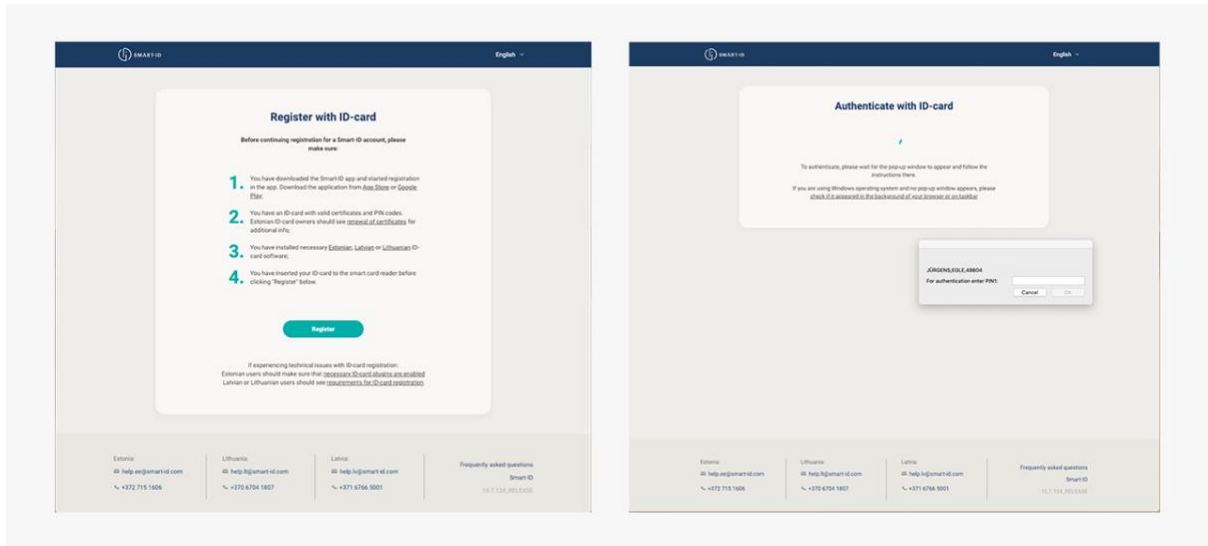 SMART-ID
English
Register with ID-card
Before continuing registration for a Smart-ID account, please
make sure:
1. You have downloaded the Smart-ID app and started registration
in the app. Download the application from App Store or Google
Play;
2. You have an ID-card with valid certificates and PIN codes.
Estonian ID-card owners should see renewal of certificates for
additional info;
3. You have installed necessary Estonian, Latvian or Lithuanian ID-
card software;
4. You have inserted your ID-card to the smart card reader before
clicking "Register" below.
Register
If experiencing technical issues with ID-card registration:
Estonian users should make sure that necessary ID-card plugins are enabled
Latvian or Lithuanian users should see requirements for ID-card registration
Estonia:
help.ee@smart-id.com
+372 715 1606
Lithuania:
help.lt@smart-id.com
+370 6704 1807
Latvia:
help.lv@smart-id.com
+371 6766 5001
Frequently asked questions
Smart-ID
SMART-ID
English
Authenticate with ID-card
To authenticate, please wait for the pop-up window to appear and follow the
instructions there.
If you are using Windows operating system and no pop-up window appears, please
check if it appeared in the background of your browser or on taskbar
JÜRGENS,EGLE,48604
For authentication enter PIN1:
Cancel
OK
Estonia:
help.ee@smart-id.com
+372 715 1606
Lithuania:
help.lt@smart-id.com
+370 6704 1807
Latvia:
help.lv@smart-id.com
+371 6766 5001
Frequently asked questions
Smart-ID